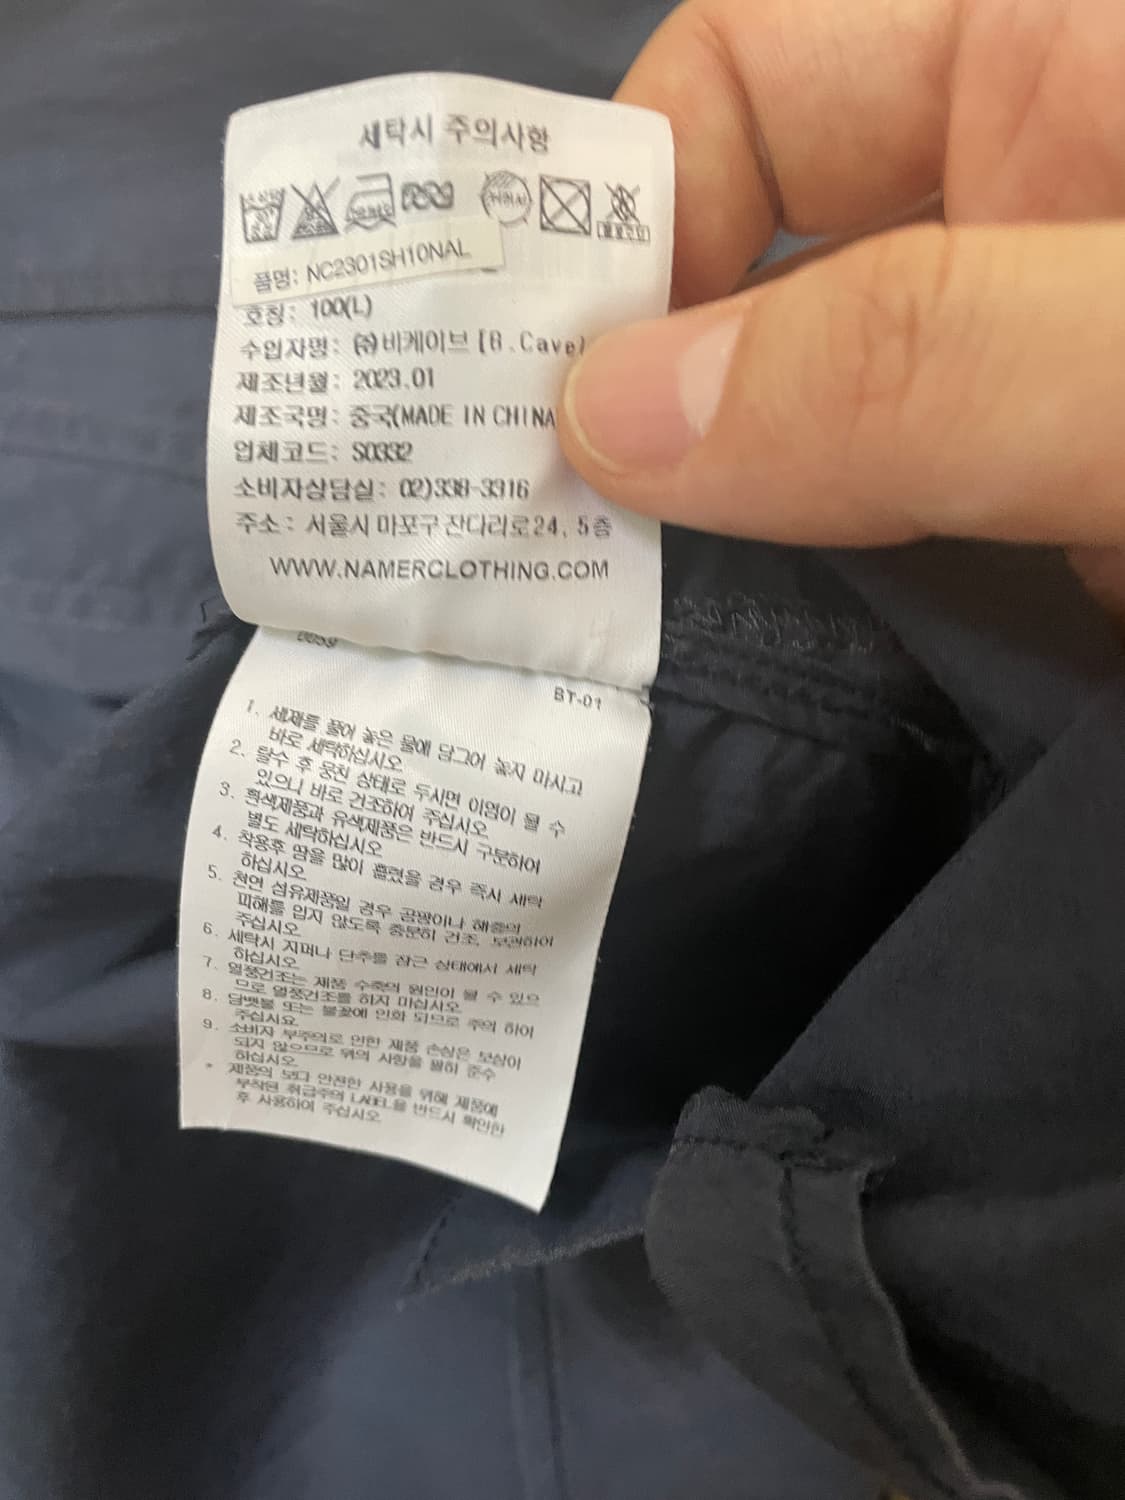 세탁시 주의사항
품명: NC2301SH10NAL
호칭: 100(L)
수입자명: ㈜비케이브 [B.Cave]
제조년월: 2023.01
제조국명: 중국(MADE IN CHINA
업체코드: S0332
소비자상담실: 02)338-3316
주소: 서울시 마포구 잔다리로24, 5층
WWW.NAMERCLOTHING.COM
BT-01
1. 세제를 풀어 놓은 물에 담그어 놓지 마시고
바로 세탁하십시오
2. 탈수 후 뭉친 상태로 두시면 이염이 될 수
있으니 바로 건조하여 주십시오
3. 흰색제품과 유색제품은 반드시 구분하여
별도 세탁하십시오
4. 착용후 땀을 많이 흘렸을 경우 즉시 세탁
하십시오
5. 천연 섬유제품일 경우 곰팡이나 해충의
피해를 입지 않도록 충분히 건조, 보관하여
주십시오
6. 세탁시 지퍼나 단추를 잠근 상태에서 세탁
하십시오
7. 열풍건조는 제품 수축의 원인이 될 수 있으
므로 열풍건조를 하지 마십시오
8. 담뱃불 또는 불꽃에 인화 되므로 주의 하여
주십시요
9. 소비자 부주의로 인한 제품 손상은 보상이
되지 않으므로 위의 사항을 필히 준수
하십시오
* 제품의 보다 안전한 사용을 위해 제품에
부착된 취급주의 LABEL을 반드시 확인한
후 사용하여 주십시오